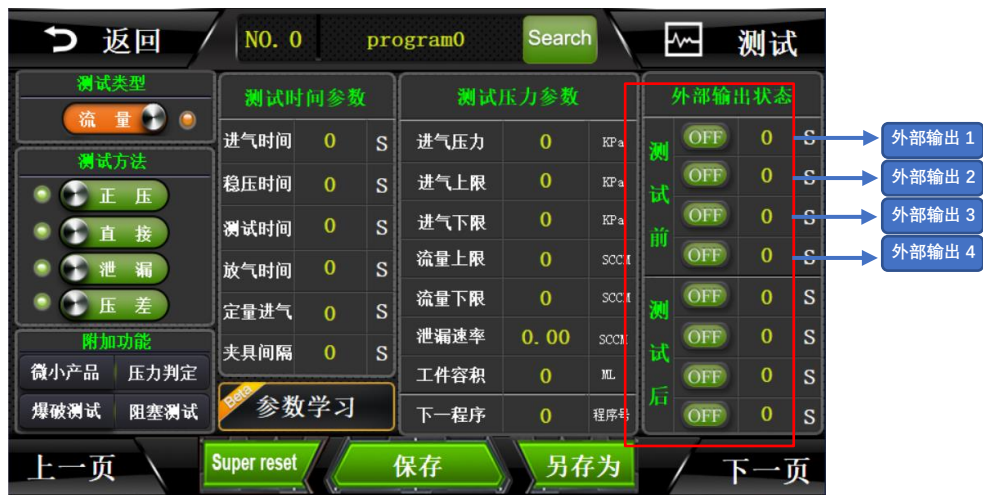 返回
NO. 0
program0
Search
测试
测试类型
流 量
测试方法
正 压
直 接
泄 漏
压 差
附加功能
微小产品 压力判定
爆破测试 阻塞测试
测试时间参数
进气时间 0 S
稳压时间 0 S
测试时间 0 S
放气时间 0 S
定量进气 0 S
夹具间隔 0 S
Beta 参数学习
测试压力参数
进气压力 0 KPa
进气上限 0 KPa
进气下限 0 KPa
流量上限 0 SCCM
流量下限 0 SCCM
泄漏速率 0.00 SCCM
工件容积 0 ML
下一程序 0 程序号
外部输出状态
测试前
OFF 0 S 外部输出 1
OFF 0 S 外部输出 2
OFF 0 S 外部输出 3
OFF 0 S 外部输出 4
测试后
OFF 0 S
OFF 0 S
OFF 0 S
OFF 0 S
上一页
Super reset
保存
另存为
下一页